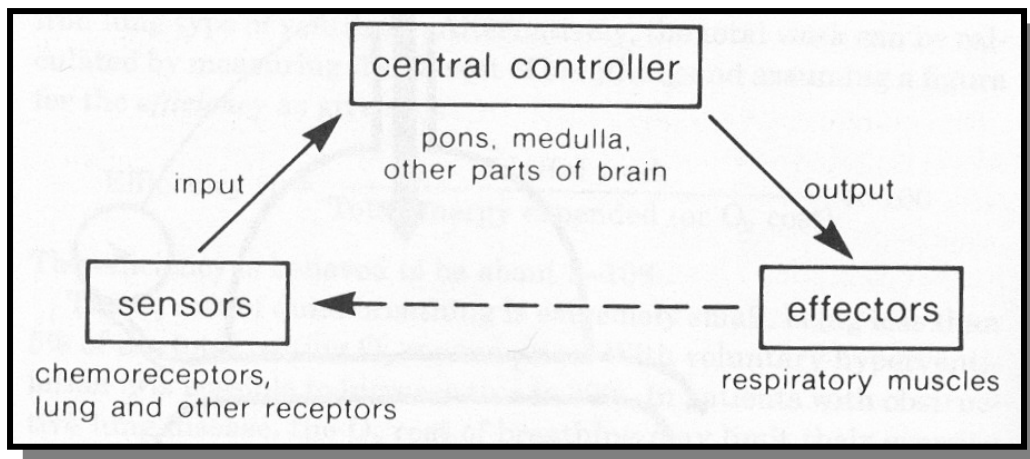 central controller
pons, medulla,
other parts of brain
input
output
sensors
effectors
chemoreceptors,
lung and other receptors
respiratory muscles